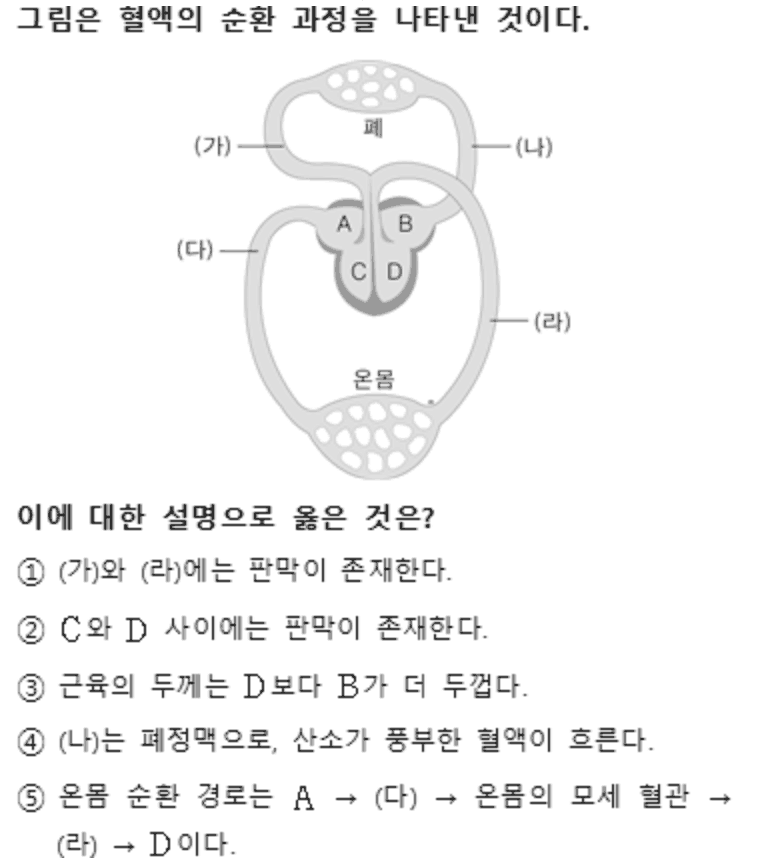 그림은 혈액의 순환 과정을 나타낸 것이다.
폐
(가)
(나)
A
B
(다)
C
D
(라)
온몸
이에 대한 설명으로 옳은 것은?
① (가)와 (라)에는 판막이 존재한다.
② C와 D 사이에는 판막이 존재한다.
③ 근육의 두께는 D보다 B가 더 두껍다.
④ (나)는 폐정맥으로, 산소가 풍부한 혈액이 흐른다.
⑤ 온몸 순환 경로는 A → (다) → 온몸의 모세 혈관 →
(라) → D이다.